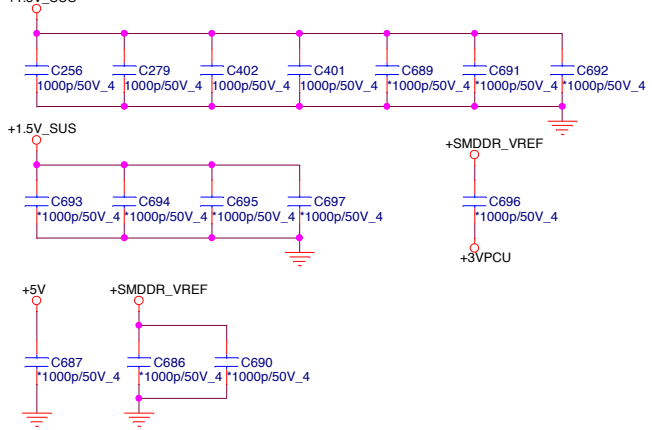 +1.5V_SUS
C256 C279 C402 C401 C689 C691 C692
1000p/50V_4 1000p/50V_4 1000p/50V_4 1000p/50V_4 *1000p/50V_4 *1000p/50V_4 *1000p/50V_4
+1.5V_SUS
C693 C694 C695 C697
*1000p/50V_4 *1000p/50V_4 *1000p/50V_4 *1000p/50V_4
+SMDDR_VREF
C696
*1000p/50V_4
+3VPCU
+5V
C687
*1000p/50V_4
+SMDDR_VREF
C686 C690
*1000p/50V_4 *1000p/50V_4